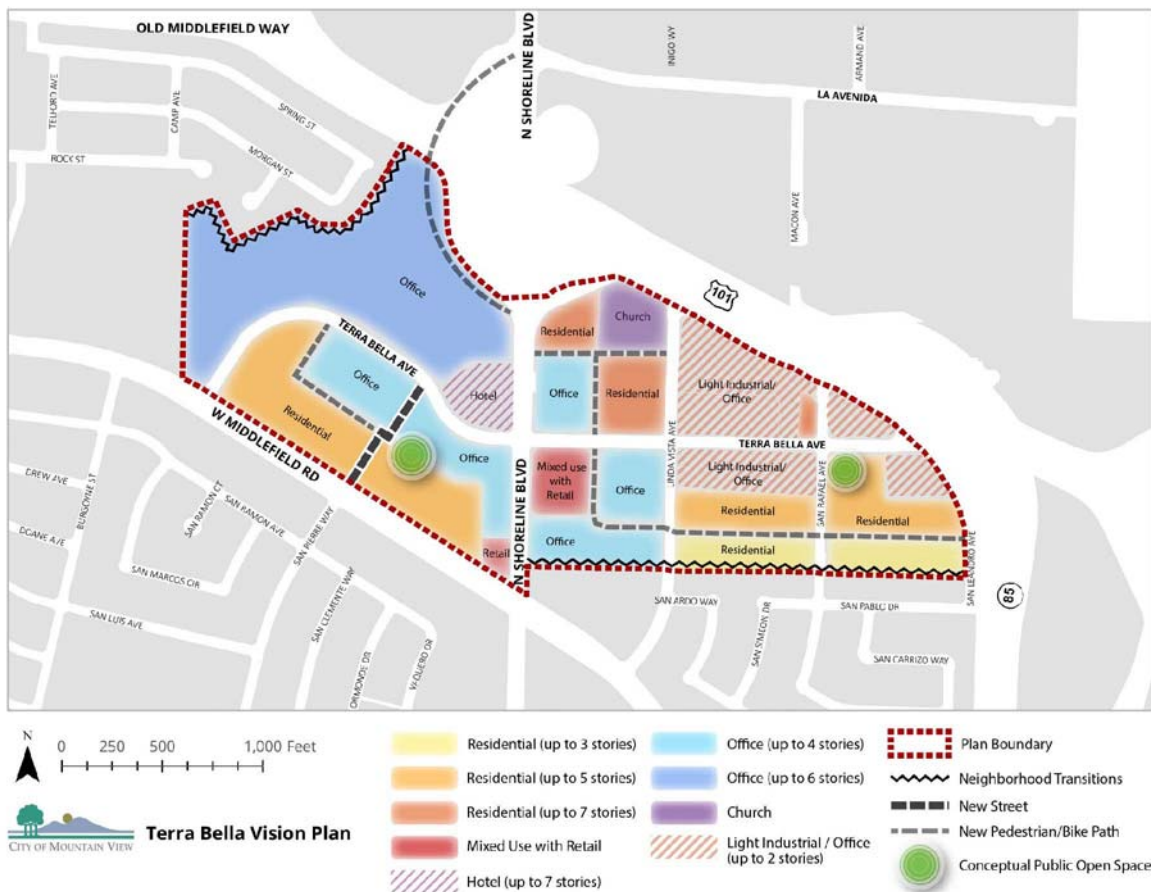 OLD MIDDLEFIELD WAY
N SHORELINE BLVD
INIGO WY
ARMAND AVE
LA AVENIDA
TELFORD AVE
CAMP AVE
SPRING ST
MORGAN ST
ROCK ST
MACON AVE
101
Office
Church
Residential
TERRA BELLA AVE
Office
Hotel
Office
Residential
Light Industrial/
Office
Residential
W MIDDLEFIELD RD
Office
TERRA BELLA AVE
N SHORELINE BLVD
Mixed use
with
Retail
Office
LINDA VISTA AVE
Light Industrial/
Office
SAN RAFAEL AVE
Residential
Residential
Retail
Office
Residential
SAN LEANDRO AVE
85
DREW AVE
BURGOYNE ST
SAN RAMON CT
SAN RAMON AVE
DOANE AVE
SAN PIERRE WAY
SAN MARCOS CIR
SAN CLEMENTE WAY
SAN LUIS AVE
ORMONDE DR
VAQUERO DR
SAN ARDO WAY
SAN SIMEON DR
SAN PABLO DR
SAN CARRIZO WAY
N
0 250 500 1,000 Feet
CITY OF MOUNTAIN VIEW
Terra Bella Vision Plan
Residential (up to 3 stories)
Residential (up to 5 stories)
Residential (up to 7 stories)
Mixed Use with Retail
Hotel (up to 7 stories)
Office (up to 4 stories)
Office (up to 6 stories)
Church
Light Industrial / Office
(up to 2 stories)
Plan Boundary
Neighborhood Transitions
New Street
New Pedestrian/Bike Path
Conceptual Public Open Space